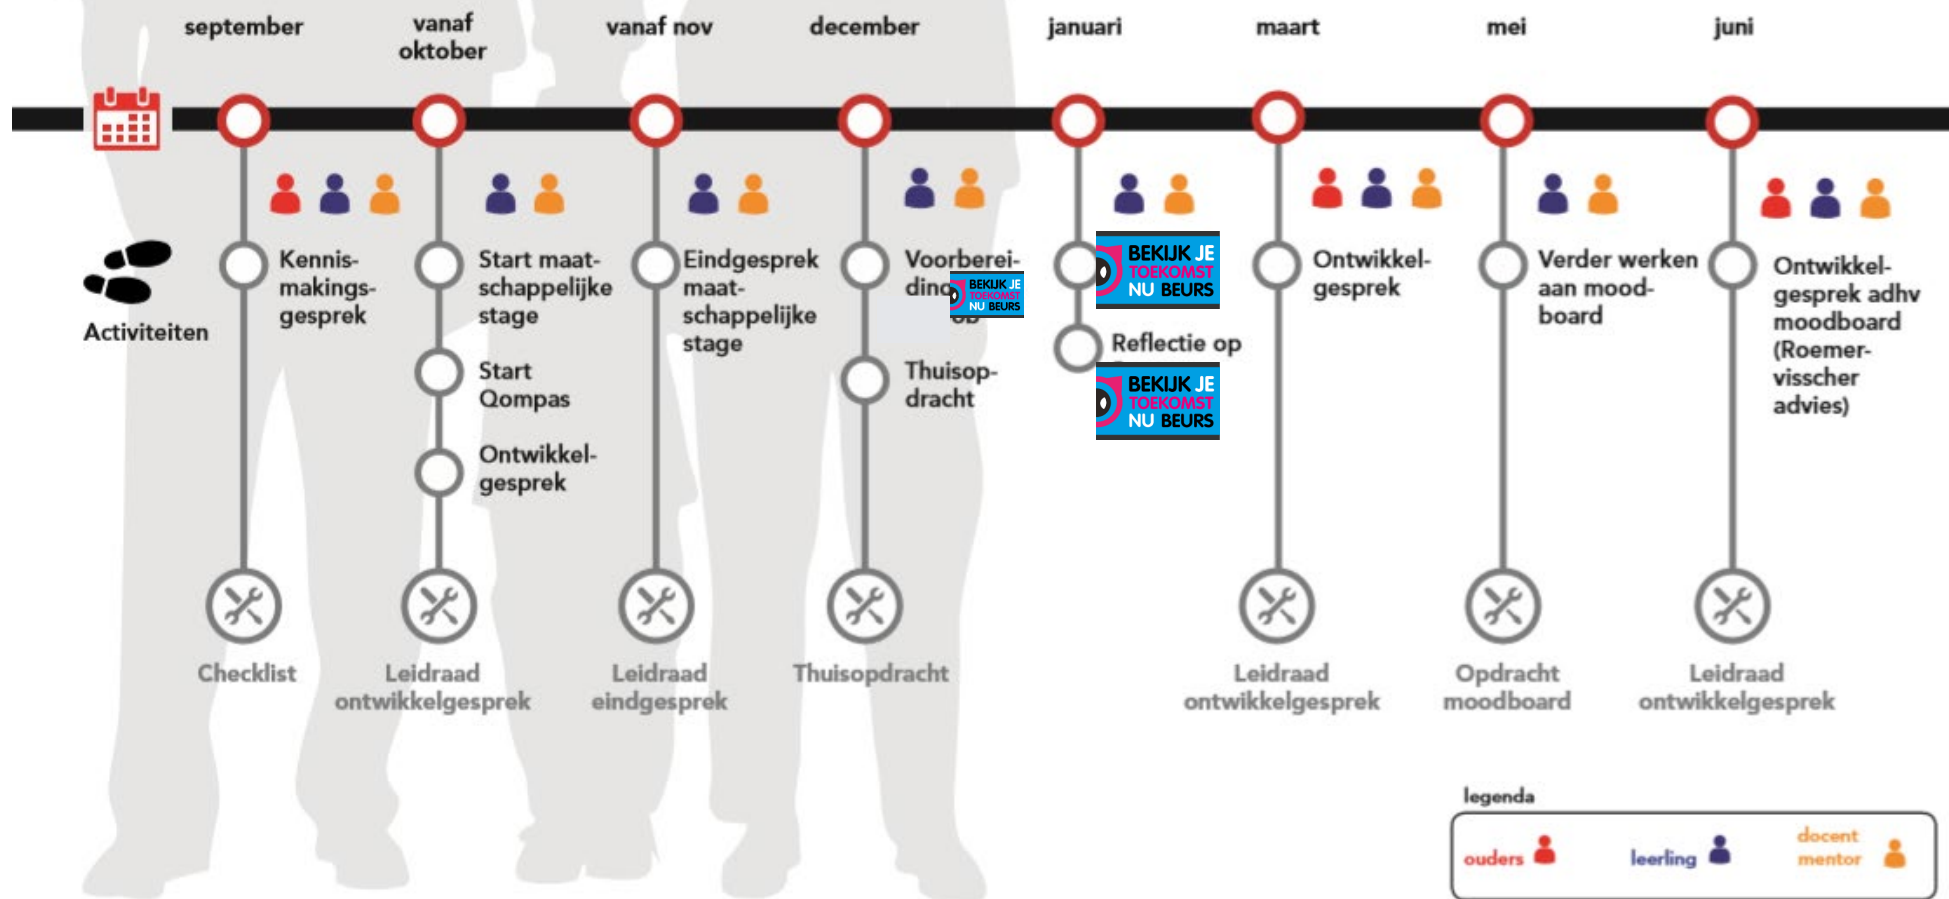 september
vanaf
oktober
vanaf nov
december
januari
maart
mei
juni
Activiteiten
Kennis-
makings-
gesprek
Start maat-
schappelijke
stage
Start
Qompas
Ontwikkel-
gesprek
Eindgesprek
maat-
schappelijke
stage
Voorberei-
BEKIJK JE
TOEKOMST
NU BEURS
Thuisop-
dracht
BEKIJK JE
TOEKOMST
NU BEURS
Reflectie op
BEKIJK JE
TOEKOMST
NU BEURS
Ontwikkel-
gesprek
Verder werken
aan mood-
board
Ontwikkel-
gesprek adhv
moodboard
(Roemer-
visscher
advies)
Checklist
Leidraad
ontwikkelgesprek
Leidraad
eindgesprek
Thuisopdracht
Leidraad
ontwikkelgesprek
Opdracht
moodboard
Leidraad
ontwikkelgesprek
legenda
ouders
leerling
docent
mentor